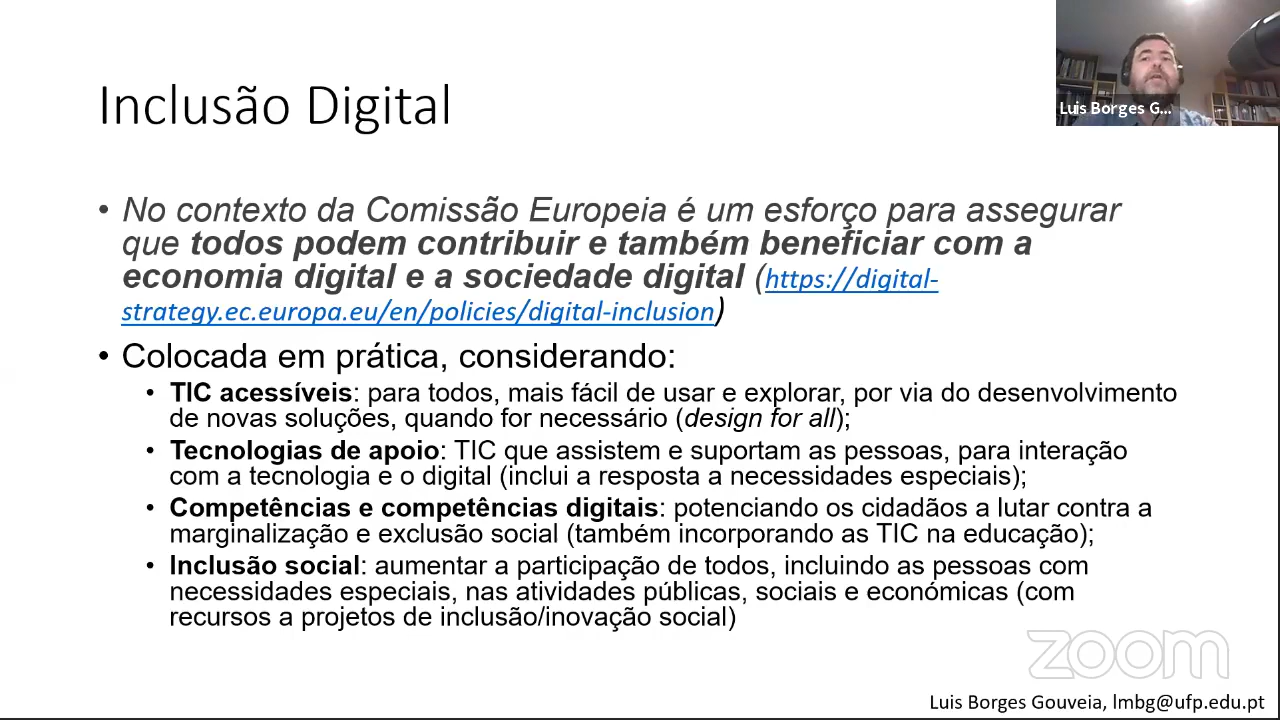 Luis Borges G...
Inclusão Digital
• No contexto da Comissão Europeia é um esforço para assegurar
que todos podem contribuir e também beneficiar com a
economia digital e a sociedade digital (https://digital-
strategy.ec.europa.eu/en/policies/digital-inclusion)
• Colocada em prática, considerando:
• TIC acessíveis: para todos, mais fácil de usar e explorar, por via do desenvolvimento
de novas soluções, quando for necessário (design for all);
• Tecnologias de apoio: TIC que assistem e suportam as pessoas, para interação
com a tecnologia e o digital (inclui a resposta a necessidades especiais);
• Competências e competências digitais: potenciando os cidadãos a lutar contra a
marginalização e exclusão social (também incorporando as TIC na educação);
• Inclusão social: aumentar a participação de todos, incluindo as pessoas com
necessidades especiais, nas atividades públicas, sociais e económicas (com
recursos a projetos de inclusão/inovação social)
zoom
Luis Borges Gouveia, lmbg@ufp.edu.pt